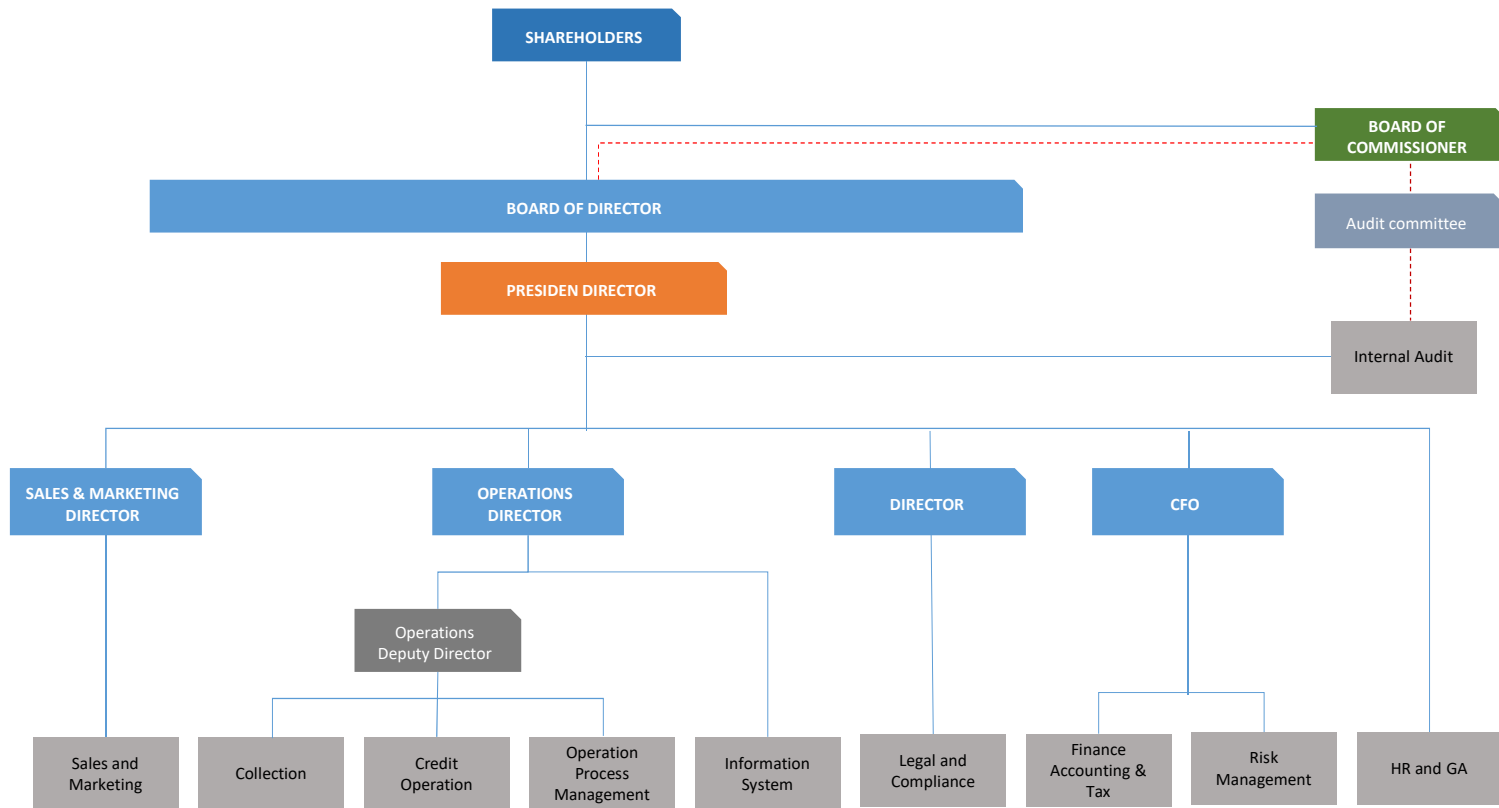 SHAREHOLDERS
BOARD OF
COMMISSIONER
BOARD OF DIRECTOR
Audit committee
PRESIDEN DIRECTOR
Internal Audit
SALES & MARKETING
DIRECTOR
OPERATIONS
DIRECTOR
DIRECTOR
CFO
Operations
Deputy Director
Sales and
Marketing
Collection
Credit
Operation
Operation
Process
Management
Information
System
Legal and
Compliance
Finance
Accounting &
Tax
Risk
Management
HR and GA